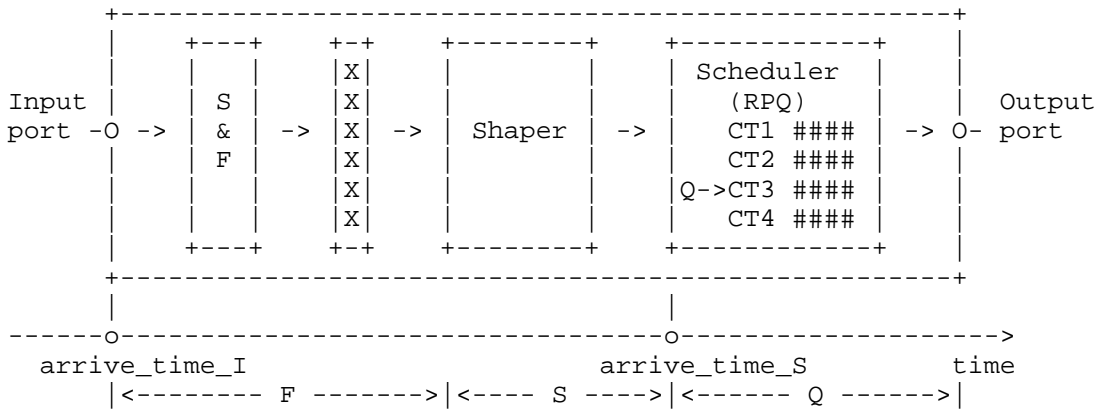 +----------------------------------------------+
      |    +---+   +-+   +--------+    +-----------+ |
      |    |   |   |X|   |        |    | Scheduler | |
Input |    | S |   |X|   |        |    |   (RPQ)   | |  Output
port -O -> | & | -> |X| -> | Shaper | -> |   CT1 #### | -> O- port
      |    | F |   |X|   |        |    |   CT2 #### | |
      |    |   |   |X|   |        |    |Q->CT3 #### | |
      |    |   |   |X|   |        |    |   CT4 #### | |
      |    +---+   +-+   +--------+    +-----------+ |
      +----------------------------------------------+
      |                               |
------o-------------------------------o------------------>
  arrive_time_I                   arrive_time_S        time
      |<-------- F ------->|<---- S ---->|<------ Q ------>|